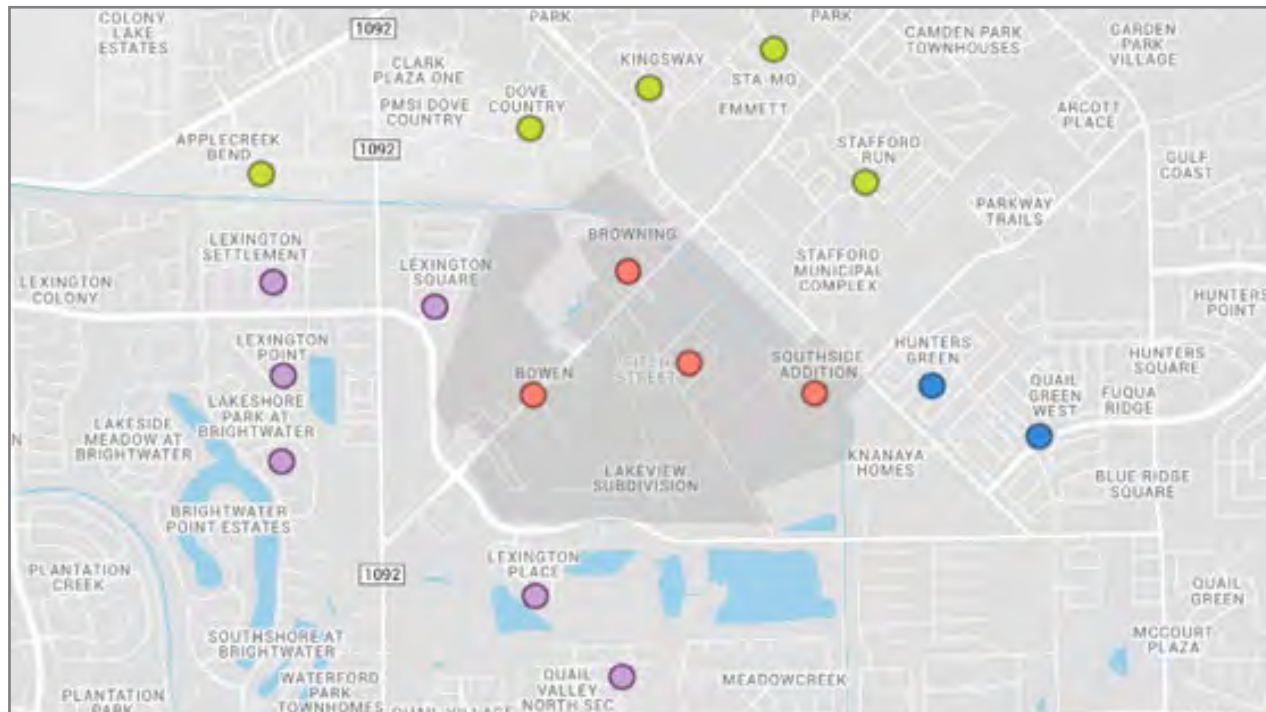 COLONY
LAKE
ESTATES
1092
PARK
PARK
CLARK
PLAZA ONE
KINGSWAY
STA-MO
CAMDEN PARK
TOWNHOUSES
GARDEN
PARK
VILLAGE
PMSI DOVE
COUNTRY
DOVE
COUNTRY
EMMETT
ARCOTT
PLACE
APPLECREEK
BEND
1092
STAFFORD
RUN
GULF
COAST
PARKWAY
TRAILS
LEXINGTON
SETTLEMENT
BROWNING
LEXINGTON
COLONY
LEXINGTON
SQUARE
STAFFORD
MUNICIPAL
COMPLEX
HUNTERS
POINT
LEXINGTON
POINT
BOWEN
STREET
SOUTHSIDE
ADDITION
HUNTERS
GREEN
HUNTERS
SQUARE
LAKESHORE
PARK AT
BRIGHTWATER
QUAIL
GREEN
WEST
FUQUA
RIDGE
LAKESIDE
MEADOW AT
BRIGHTWATER
N
LAKEVIEW
SUBDIVISION
KNANAYA
HOMES
BLUE RIDGE
SQUARE
BRIGHTWATER
POINT ESTATES
PLANTATION
CREEK
1092
LEXINGTON
PLACE
QUAIL
GREEN
SOUTHSHORE AT
BRIGHTWATER
MCCOURT
PLAZA
WATERFORD
PARK
TOWNHOMES
QUAIL
VALLEY
NORTH SEC
MEADOWCREEK
PLANTATION
PARK
QUAIL VILLAGE